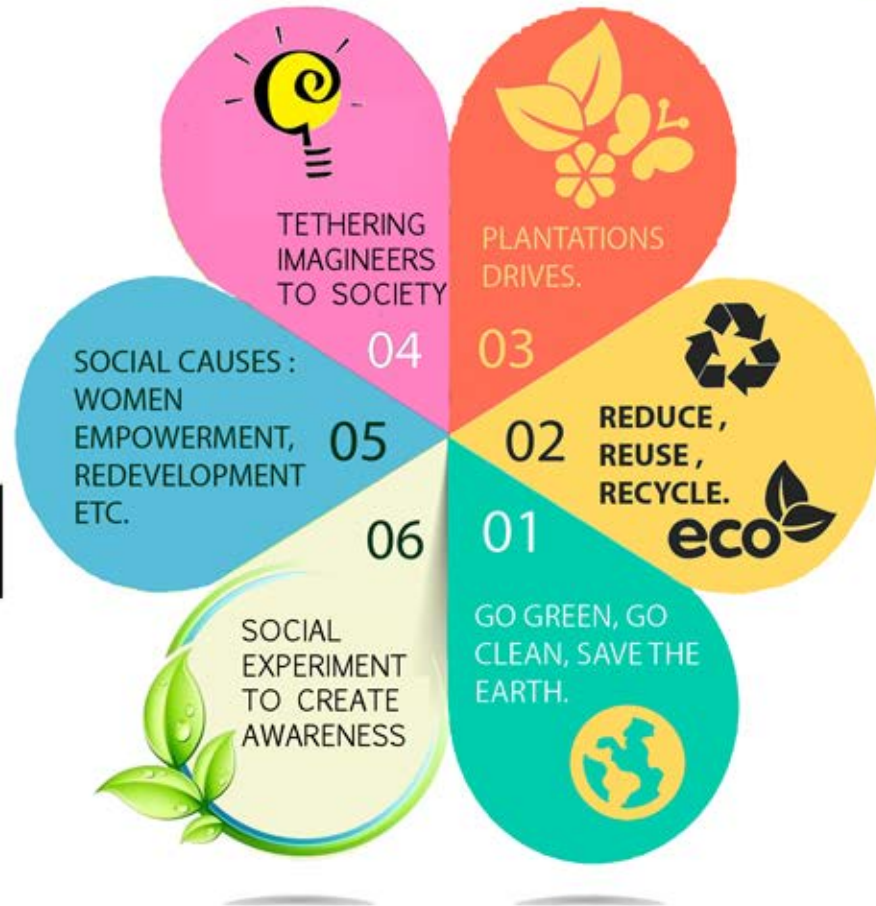 TETHERING
IMAGINEERS
TO SOCIETY
04
PLANTATIONS
DRIVES.
03
SOCIAL CAUSES :
WOMEN
EMPOWERMENT,
REDEVELOPMENT
ETC.
05
02
REDUCE ,
REUSE ,
RECYCLE.
eco
06
SOCIAL
EXPERIMENT
TO CREATE
AWARENESS
01
GO GREEN, GO
CLEAN, SAVE THE
EARTH.